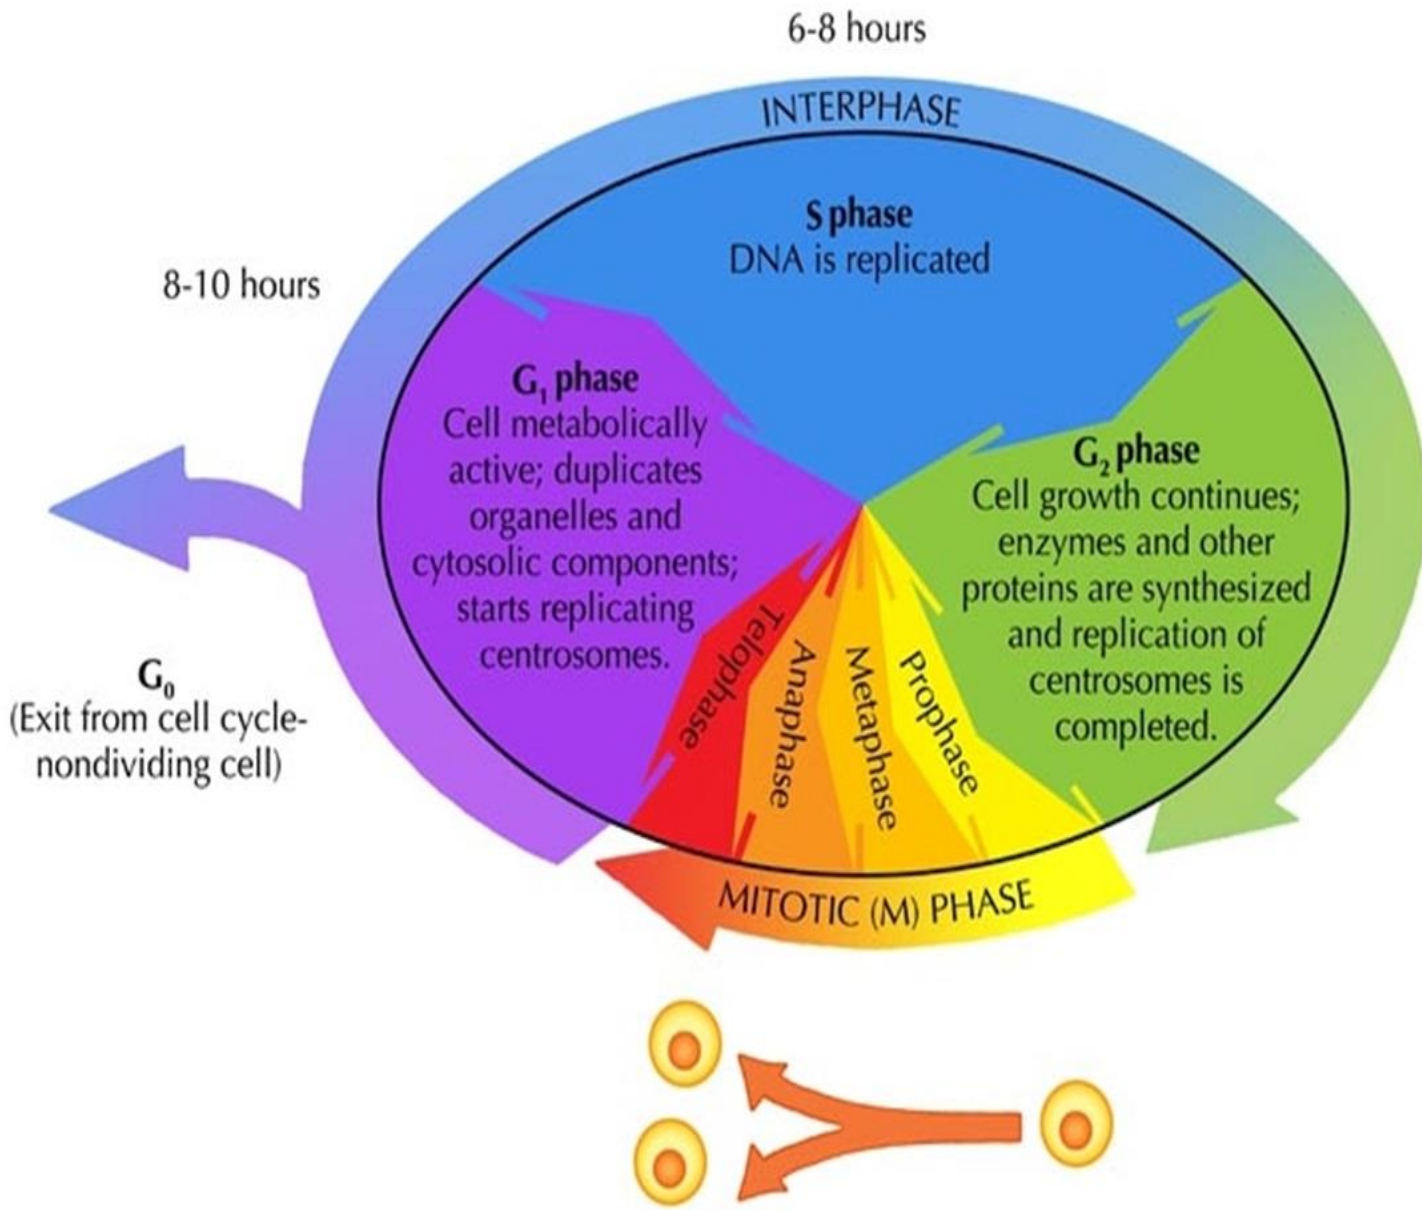 6-8 hours
INTERPHASE
S phase
DNA is replicated
8-10 hours
G₁ phase
Cell metabolically
active; duplicates
organelles and
cytosolic components;
starts replicating
centrosomes.
G₂ phase
Cell growth continues;
enzymes and other
proteins are synthesized
and replication of
centrosomes is
completed.
Telophase
Anaphase
Metaphase
Prophase
G₀
(Exit from cell cycle-
nondividing cell)
MITOTIC (M) PHASE